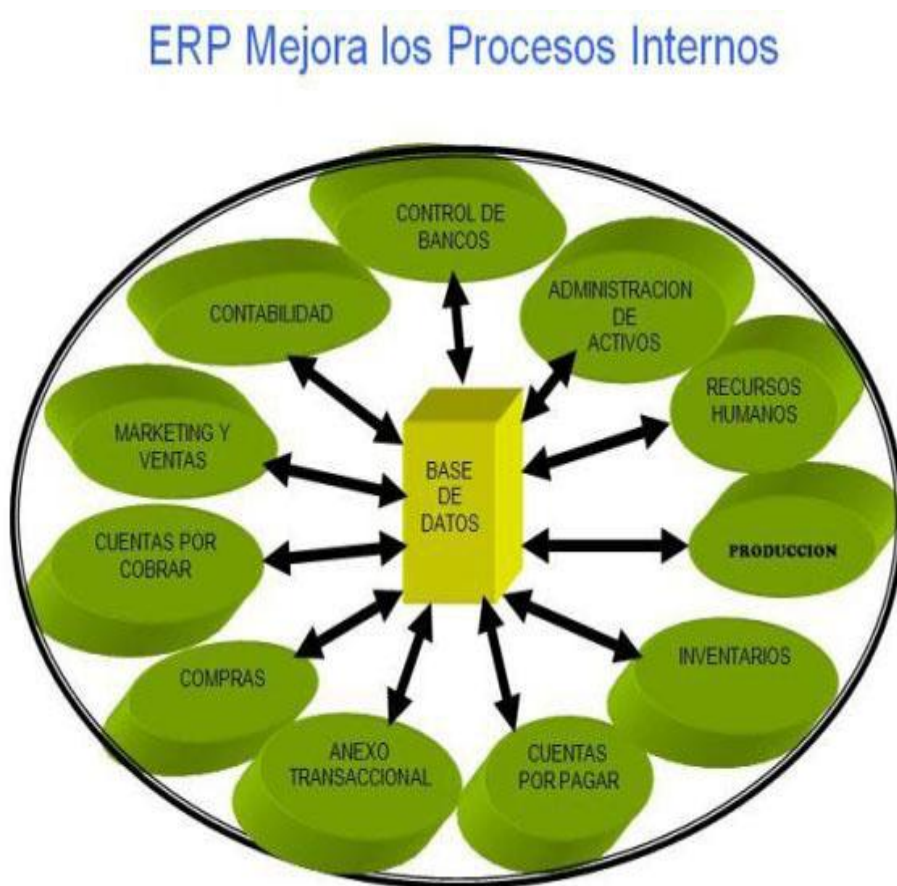 ERP Mejora los Procesos Internos
CONTROL DE
BANCOS
ADMINISTRACION
DE
ACTIVOS
CONTABILIDAD
RECURSOS
HUMANOS
MARKETING Y
VENTAS
BASE
DE
DATOS
PRODUCCION
CUENTAS POR
COBRAR
INVENTARIOS
COMPRAS
ANEXO
TRANSACCIONAL
CUENTAS
POR PAGAR